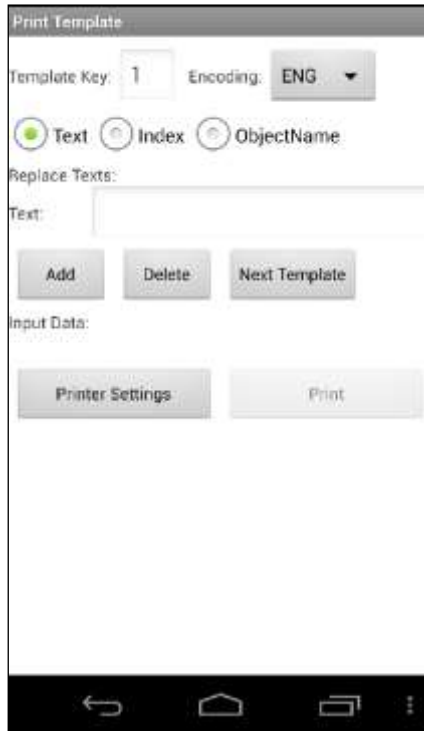 Print Template
Template Key: 1 Encoding: ENG
Text Index ObjectName
Replace Texts:
Text:
Add Delete Next Template
Input Data:
Printer Settings Print